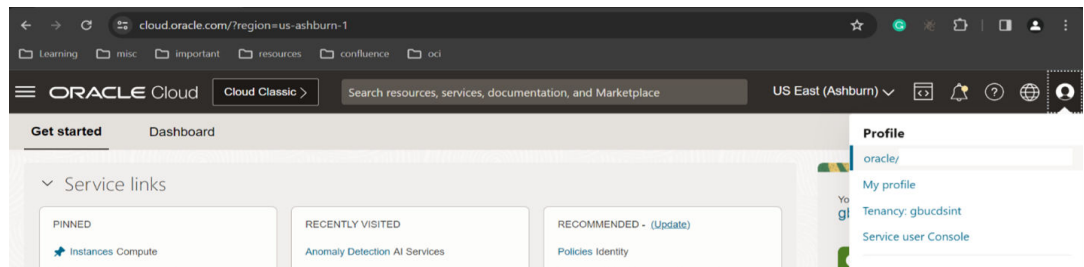 cloud.oracle.com/?region=us-ashburn-1
Learning misc important resources confluence oci
ORACLE Cloud Cloud Classic > Search resources, services, documentation, and Marketplace US East (Ashburn)
Get started Dashboard
Profile
oracle/
My profile
Tenancy: gbucdsint
Service user Console
Service links
PINNED
Instances Compute
RECENTLY VISITED
Anomaly Detection AI Services
RECOMMENDED - (Update)
Policies Identity